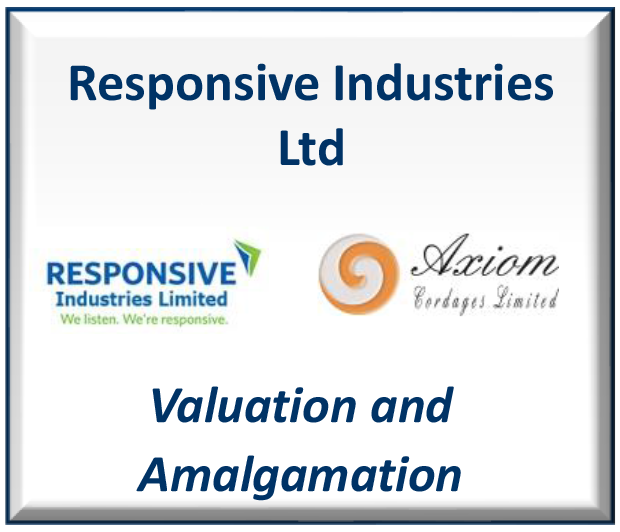 Responsive Industries
Ltd
RESPONSIVE
Industries Limited
We listen. We're responsive.
Axiom
Cordages Limited
Valuation and
Amalgamation